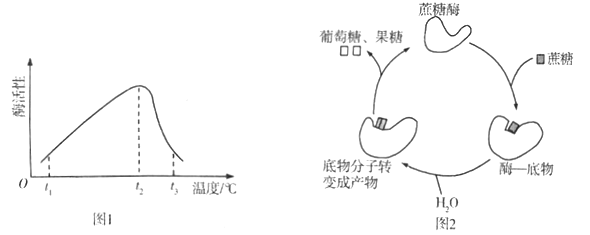 酶活性
O
t₁
t₂
t₃
温度/℃
图1
蔗糖酶
葡萄糖、果糖
蔗糖
酶—底物
底物分子转
变成产物
H₂O
图2